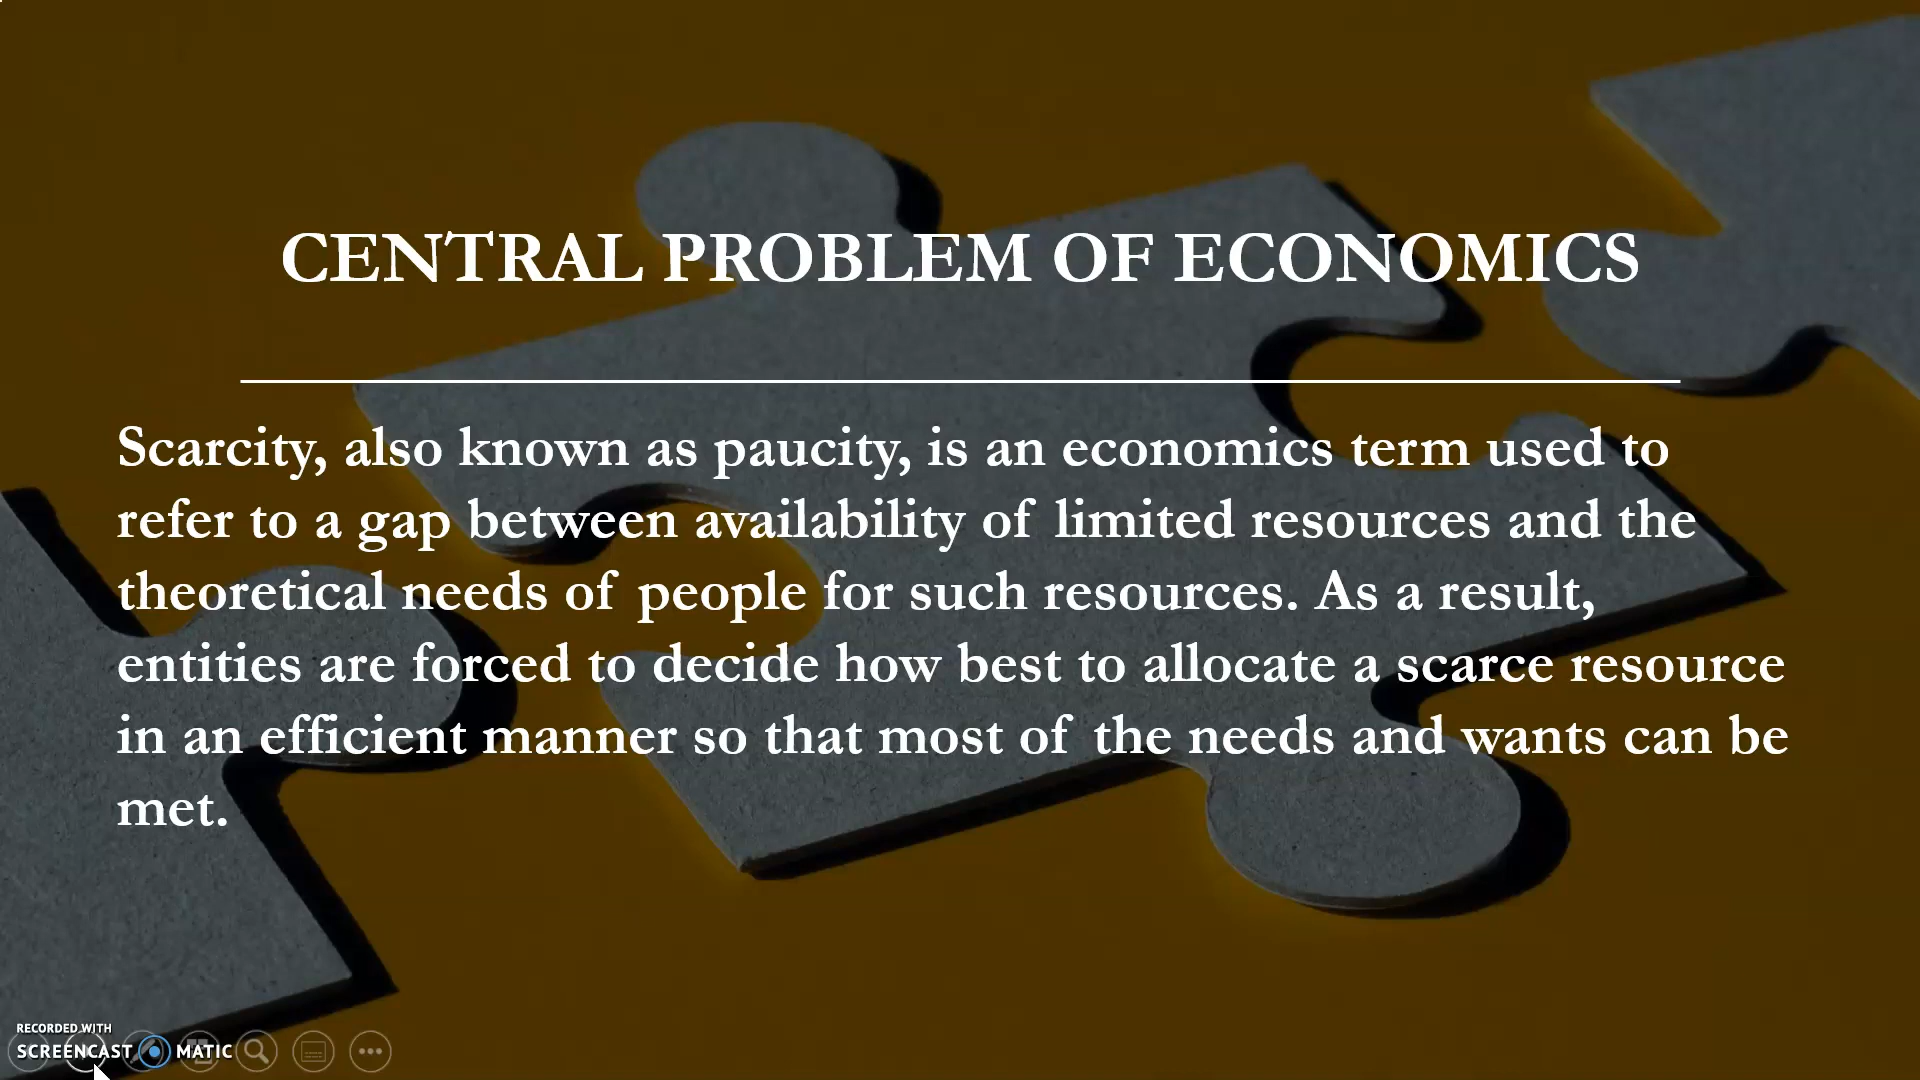 CENTRAL PROBLEM OF ECONOMICS
Scarcity, also known as paucity, is an economics term used to
refer to a gap between availability of limited resources and the
theoretical needs of people for such resources. As a result,
entities are forced to decide how best to allocate a scarce resource
in an efficient manner so that most of the needs and wants can be
met.
RECORDED WITH
SCREENCAST MATIC